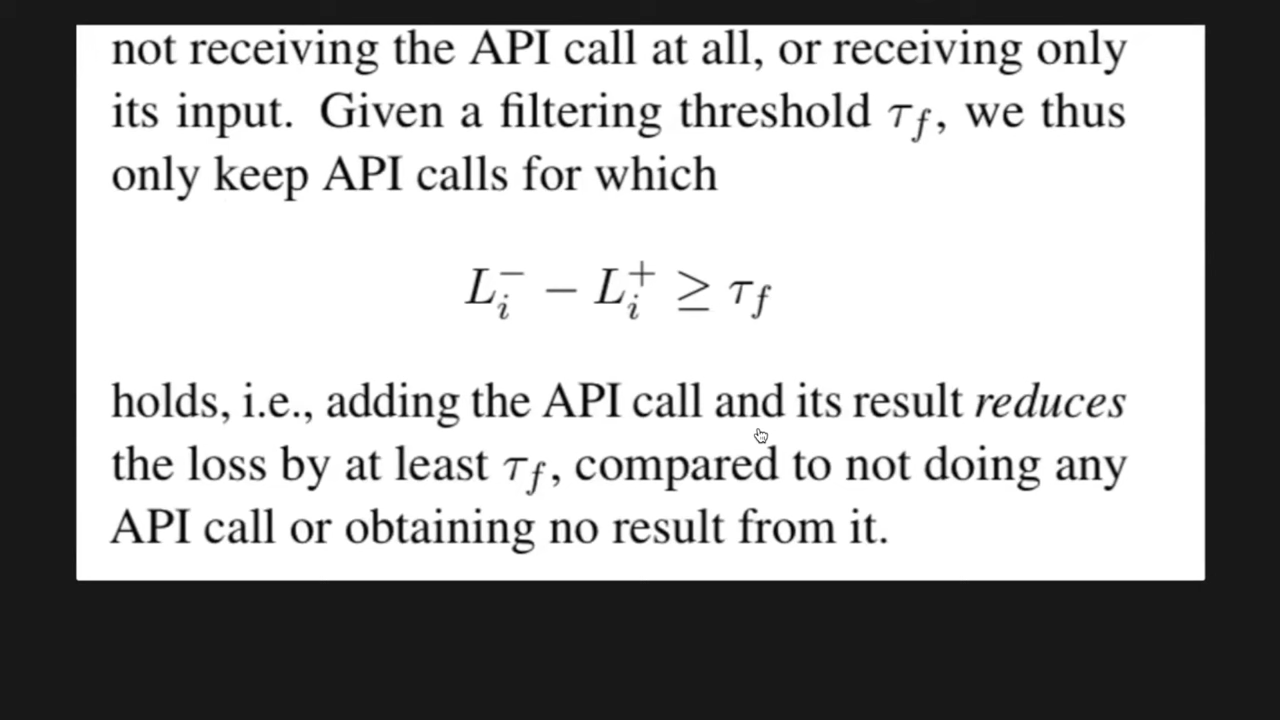 not receiving the API call at all, or receiving only
its input. Given a filtering threshold τ_f, we thus
only keep API calls for which
L_i^− − L_i^+ ≥ τ_f
holds, i.e., adding the API call and its result reduces
the loss by at least τ_f, compared to not doing any
API call or obtaining no result from it.